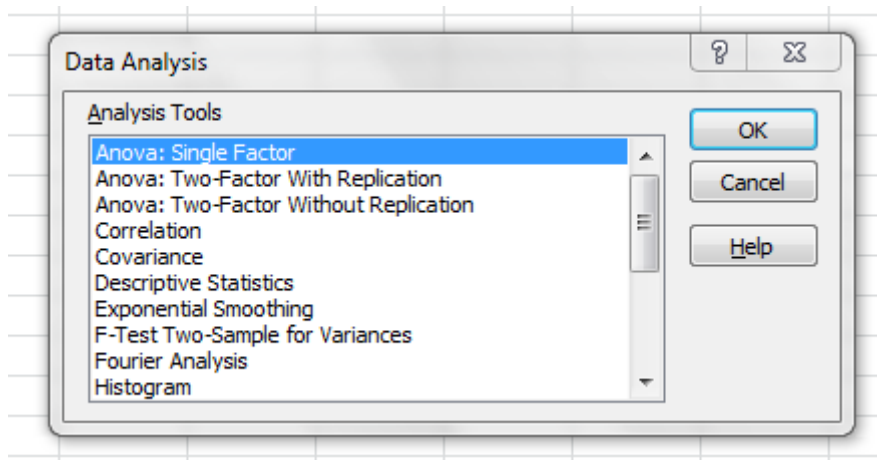 Data Analysis
Analysis Tools
Anova: Single Factor
Anova: Two-Factor With Replication
Anova: Two-Factor Without Replication
Correlation
Covariance
Descriptive Statistics
Exponential Smoothing
F-Test Two-Sample for Variances
Fourier Analysis
Histogram
OK
Cancel
Help